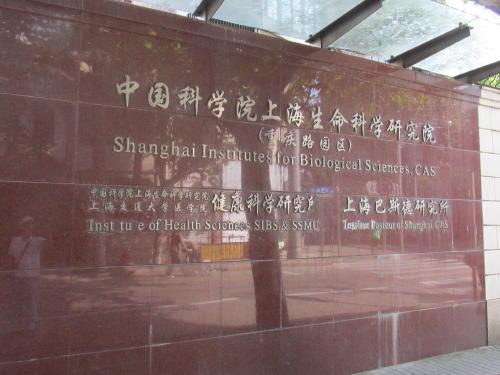 中国科学院上海生命科学研究院
(重庆路园区)
Shanghai Institutes for Biological Sciences, CAS
中国科学院上海生命科学研究院
上海交通大学医学院
健康科学研究户
Inst tu e of Health Sciences SIBS & SSMU
上海巴斯德研究所
Institut Pasteur of Shanghai, CAS